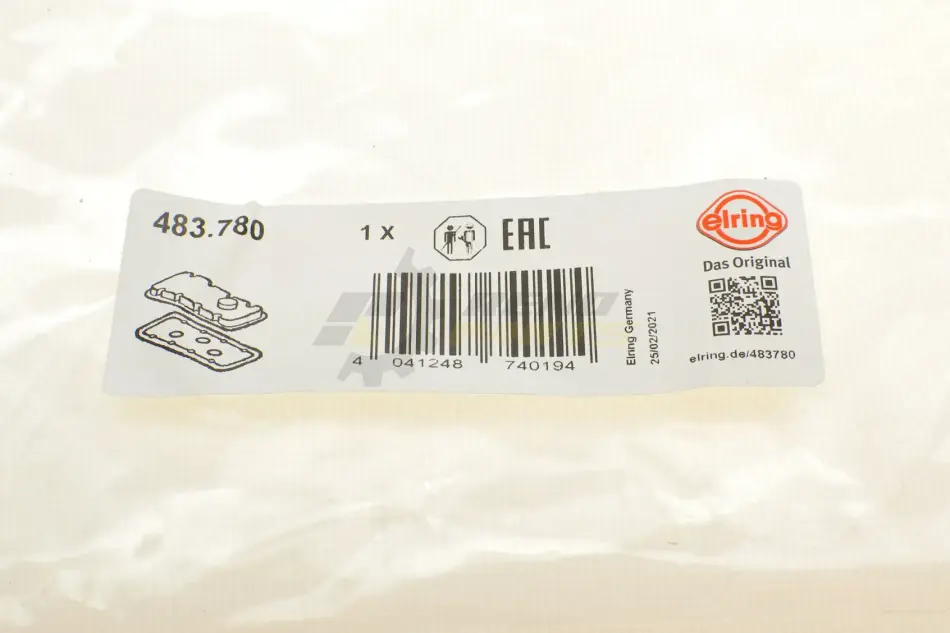 483.780
1 X
EAC
elring
Das Original
4 041248 740194
Elring Germany
25/02/2021
elring.de/483780